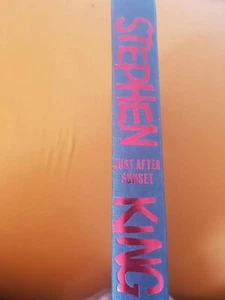 STEPHEN
JUST AFTER
SUNSET
KING